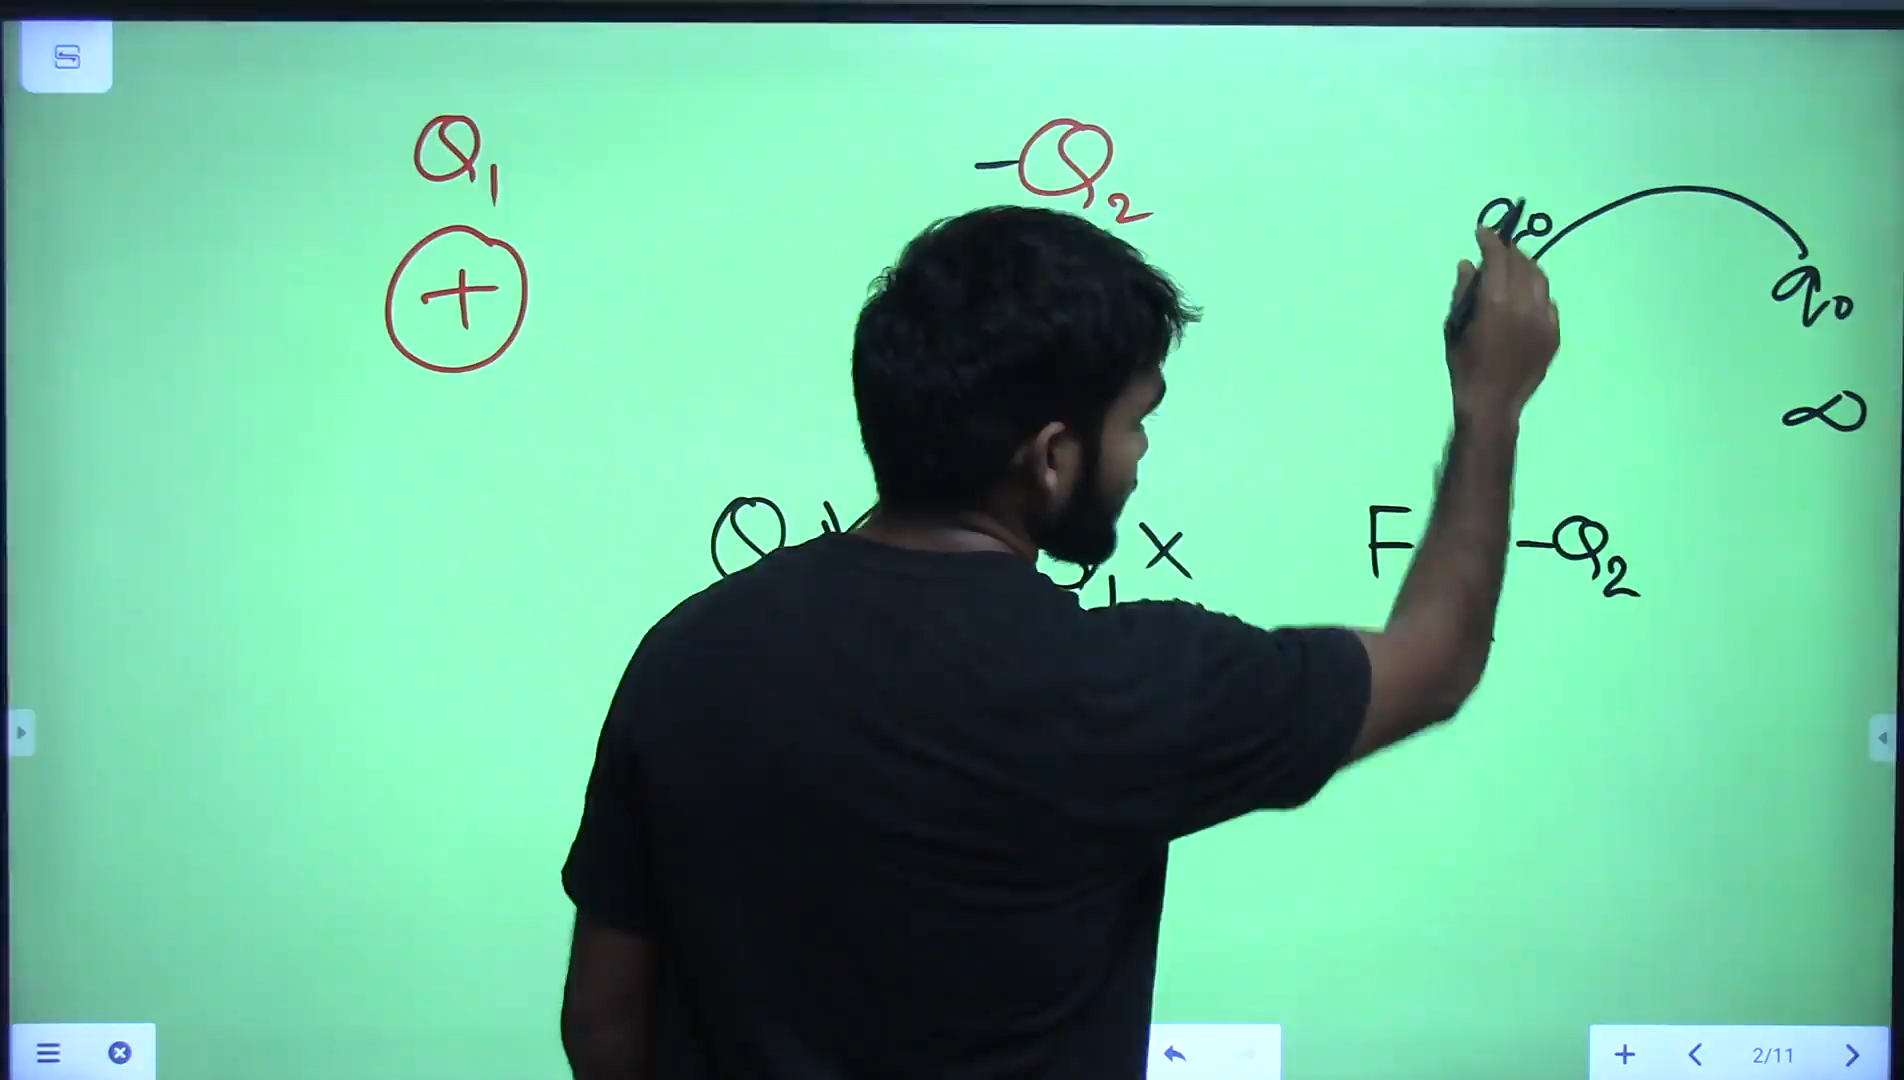 Q₁ -Q₂
+
q₀ q₀
∞
Q x F -Q₂
2/11